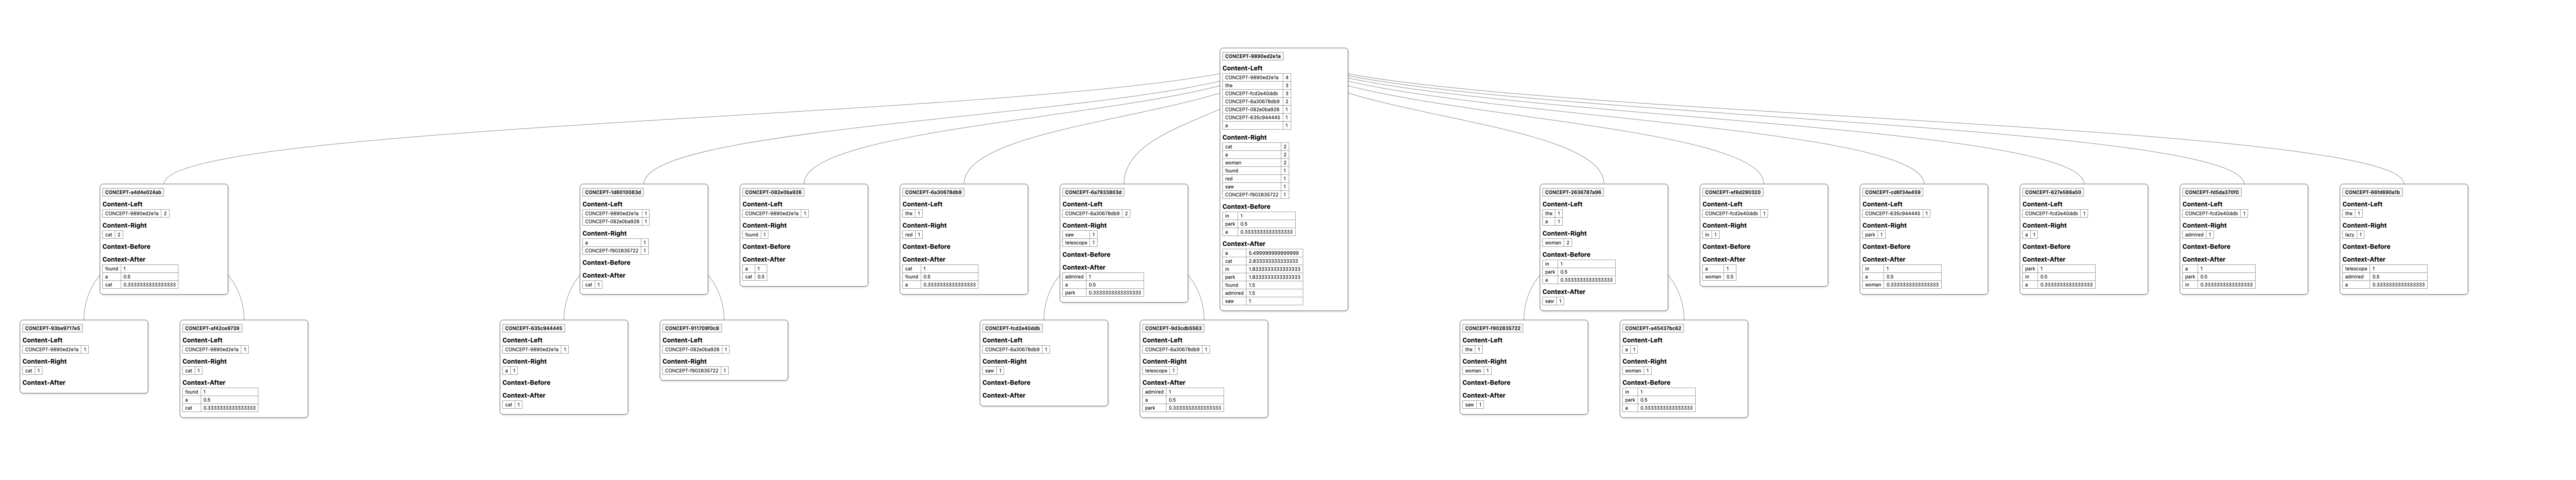 CONCEPT-9890ed2e1a
Content-Left
CONCEPT-9890ed2e1a 4
the 3
CONCEPT-fcd2e40ddb 3
CONCEPT-6a30678db9 2
CONCEPT-082e0ba926 1
CONCEPT-635c944445 1
a 1
Content-Right
cat 2
a 2
woman 2
found 1
red 1
saw 1
CONCEPT-f902835722 1
Context-Before
in 1
park 0.5
a 0.3333333333333333
Context-After
a 5.499999999999999
cat 2.8333333333333333
in 1.8333333333333333
park 1.8333333333333333
found 1.5
admired 1.5
saw 1
CONCEPT-a4d4e024ab
Content-Left
CONCEPT-9890ed2e1a 2
Content-Right
cat 2
Context-Before
Context-After
found 1
a 0.5
cat 0.3333333333333333
CONCEPT-1d6010083d
Content-Left
CONCEPT-9890ed2e1a 1
CONCEPT-082e0ba926 1
Content-Right
a 1
CONCEPT-f902835722 1
Context-Before
Context-After
cat 1
CONCEPT-082e0ba926
Content-Left
CONCEPT-9890ed2e1a 1
Content-Right
found 1
Context-Before
Context-After
a 1
cat 0.5
CONCEPT-6a30678db9
Content-Left
the 1
Content-Right
red 1
Context-Before
Context-After
cat 1
found 0.5
a 0.3333333333333333
CONCEPT-6a7933803d
Content-Left
CONCEPT-6a30678db9 2
Content-Right
saw 1
telescope 1
Context-Before
Context-After
admired 1
a 0.5
park 0.3333333333333333
CONCEPT-2636787a96
Content-Left
the 1
a 1
Content-Right
woman 2
Context-Before
in 1
park 0.5
a 0.3333333333333333
Context-After
saw 1
CONCEPT-ef6d290320
Content-Left
CONCEPT-fcd2e40ddb 1
Content-Right
in 1
Context-Before
Context-After
a 1
woman 0.5
CONCEPT-cd6f34e459
Content-Left
CONCEPT-635c944445 1
Content-Right
park 1
Context-Before
Context-After
in 1
a 0.5
woman 0.3333333333333333
CONCEPT-627e586a50
Content-Left
CONCEPT-fcd2e40ddb 1
Content-Right
a 1
Context-Before
Context-After
park 1
in 0.5
a 0.3333333333333333
CONCEPT-fd5da370f0
Content-Left
CONCEPT-fcd2e40ddb 1
Content-Right
admired 1
Context-Before
Context-After
a 1
park 0.5
in 0.3333333333333333
CONCEPT-66fd690a1b
Content-Left
the 1
Content-Right
lazy 1
Context-Before
Context-After
telescope 1
admired 0.5
a 0.3333333333333333
CONCEPT-93be9717e5
Content-Left
CONCEPT-9890ed2e1a 1
Content-Right
cat 1
Context-After
CONCEPT-af42ce9739
Content-Left
CONCEPT-9890ed2e1a 1
Content-Right
cat 1
Context-After
found 1
a 0.5
cat 0.3333333333333333
CONCEPT-635c944445
Content-Left
CONCEPT-9890ed2e1a 1
Content-Right
a 1
Context-Before
Context-After
cat 1
CONCEPT-911709f0c8
Content-Left
CONCEPT-082e0ba926 1
Content-Right
CONCEPT-f902835722 1
CONCEPT-fcd2e40ddb
Content-Left
CONCEPT-6a30678db9 1
Content-Right
saw 1
Context-Before
Context-After
CONCEPT-9d3cdb5563
Content-Left
CONCEPT-6a30678db9 1
Content-Right
telescope 1
Context-After
admired 1
a 0.5
park 0.3333333333333333
CONCEPT-f902835722
Content-Left
the 1
Content-Right
woman 1
Context-Before
Context-After
saw 1
CONCEPT-a45437bc62
Content-Left
a 1
Content-Right
woman 1
Context-Before
in 1
park 0.5
a 0.3333333333333333